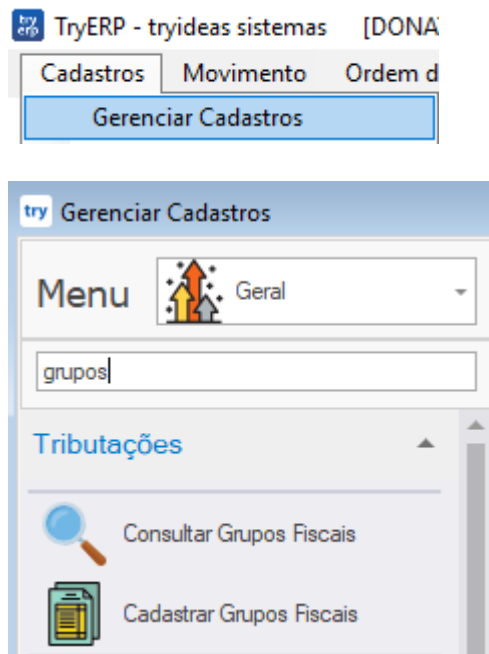 try erp TryERP - tryideas sistemas [DONA
Cadastros Movimento Ordem d
Gerenciar Cadastros
try Gerenciar Cadastros
Menu Geral
grupos
Tributações
Consultar Grupos Fiscais
Cadastrar Grupos Fiscais